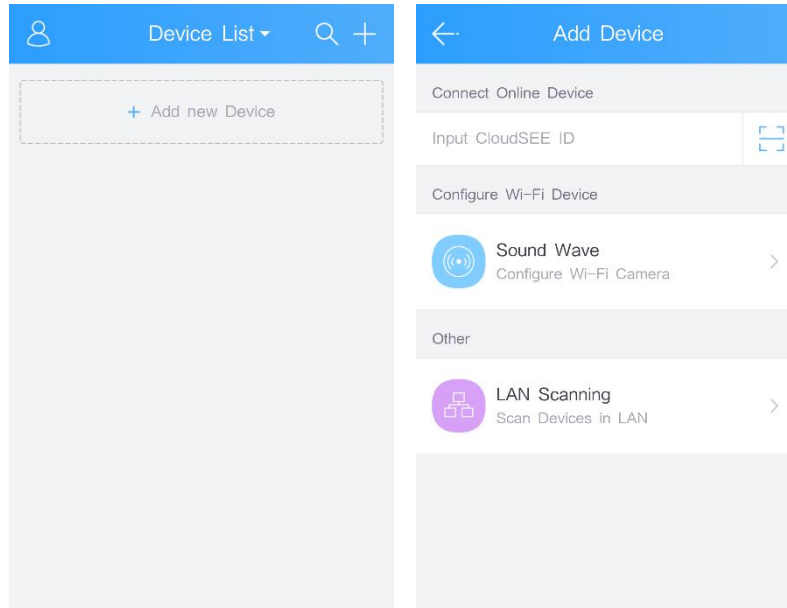 Device List
+ Add new Device
Add Device
Connect Online Device
Input CloudSEE ID
Configure Wi-Fi Device
Sound Wave
Configure Wi-Fi Camera
Other
LAN Scanning
Scan Devices in LAN